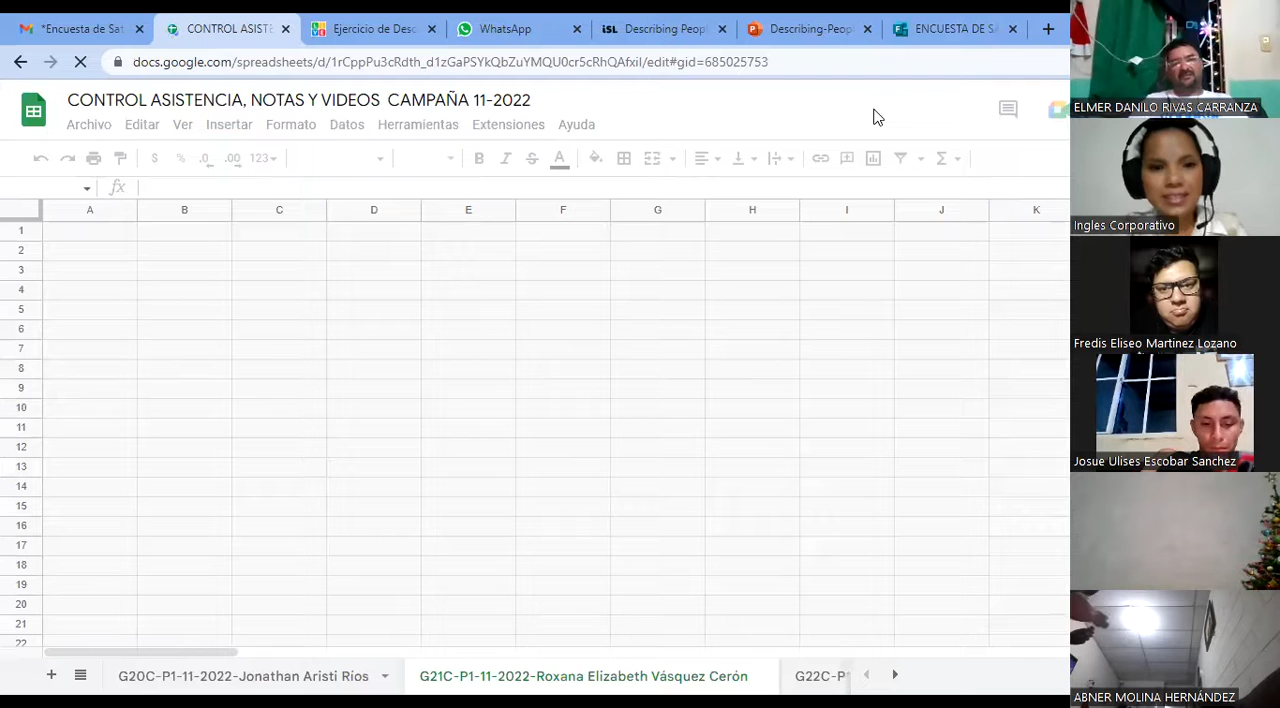 *Encuesta de Sat
CONTROL ASISTE
Ejercicio de Desc
WhatsApp
iSL Describing Peopl
Describing-Peopl
ENCUESTA DE SA
docs.google.com/spreadsheets/d/
/edit#gid=685025753
CONTROL ASISTENCIA, NOTAS Y VIDEOS CAMPAÑA 11-2022
Archivo Editar Ver Insertar Formato Datos Herramientas Extensiones Ayuda
$ % .0 .00 123
B I S A Σ
fx
A B C D E F G H I J K
1
2
3
4
5
6
7
8
9
10
11
12
13
14
15
16
17
18
19
20
21
22
G20C-P1-11-2022-Jonathan Aristi Rios
G21C-P1-11-2022-Roxana Elizabeth Vásquez Cerón
G22C-P
ELMER DANILO RIVAS CARRANZA
Ingles Corporativo
Fredis Eliseo Martinez Lozano
Josue Ulises Escobar Sanchez
ABNER MOLINA HERNÁNDEZ